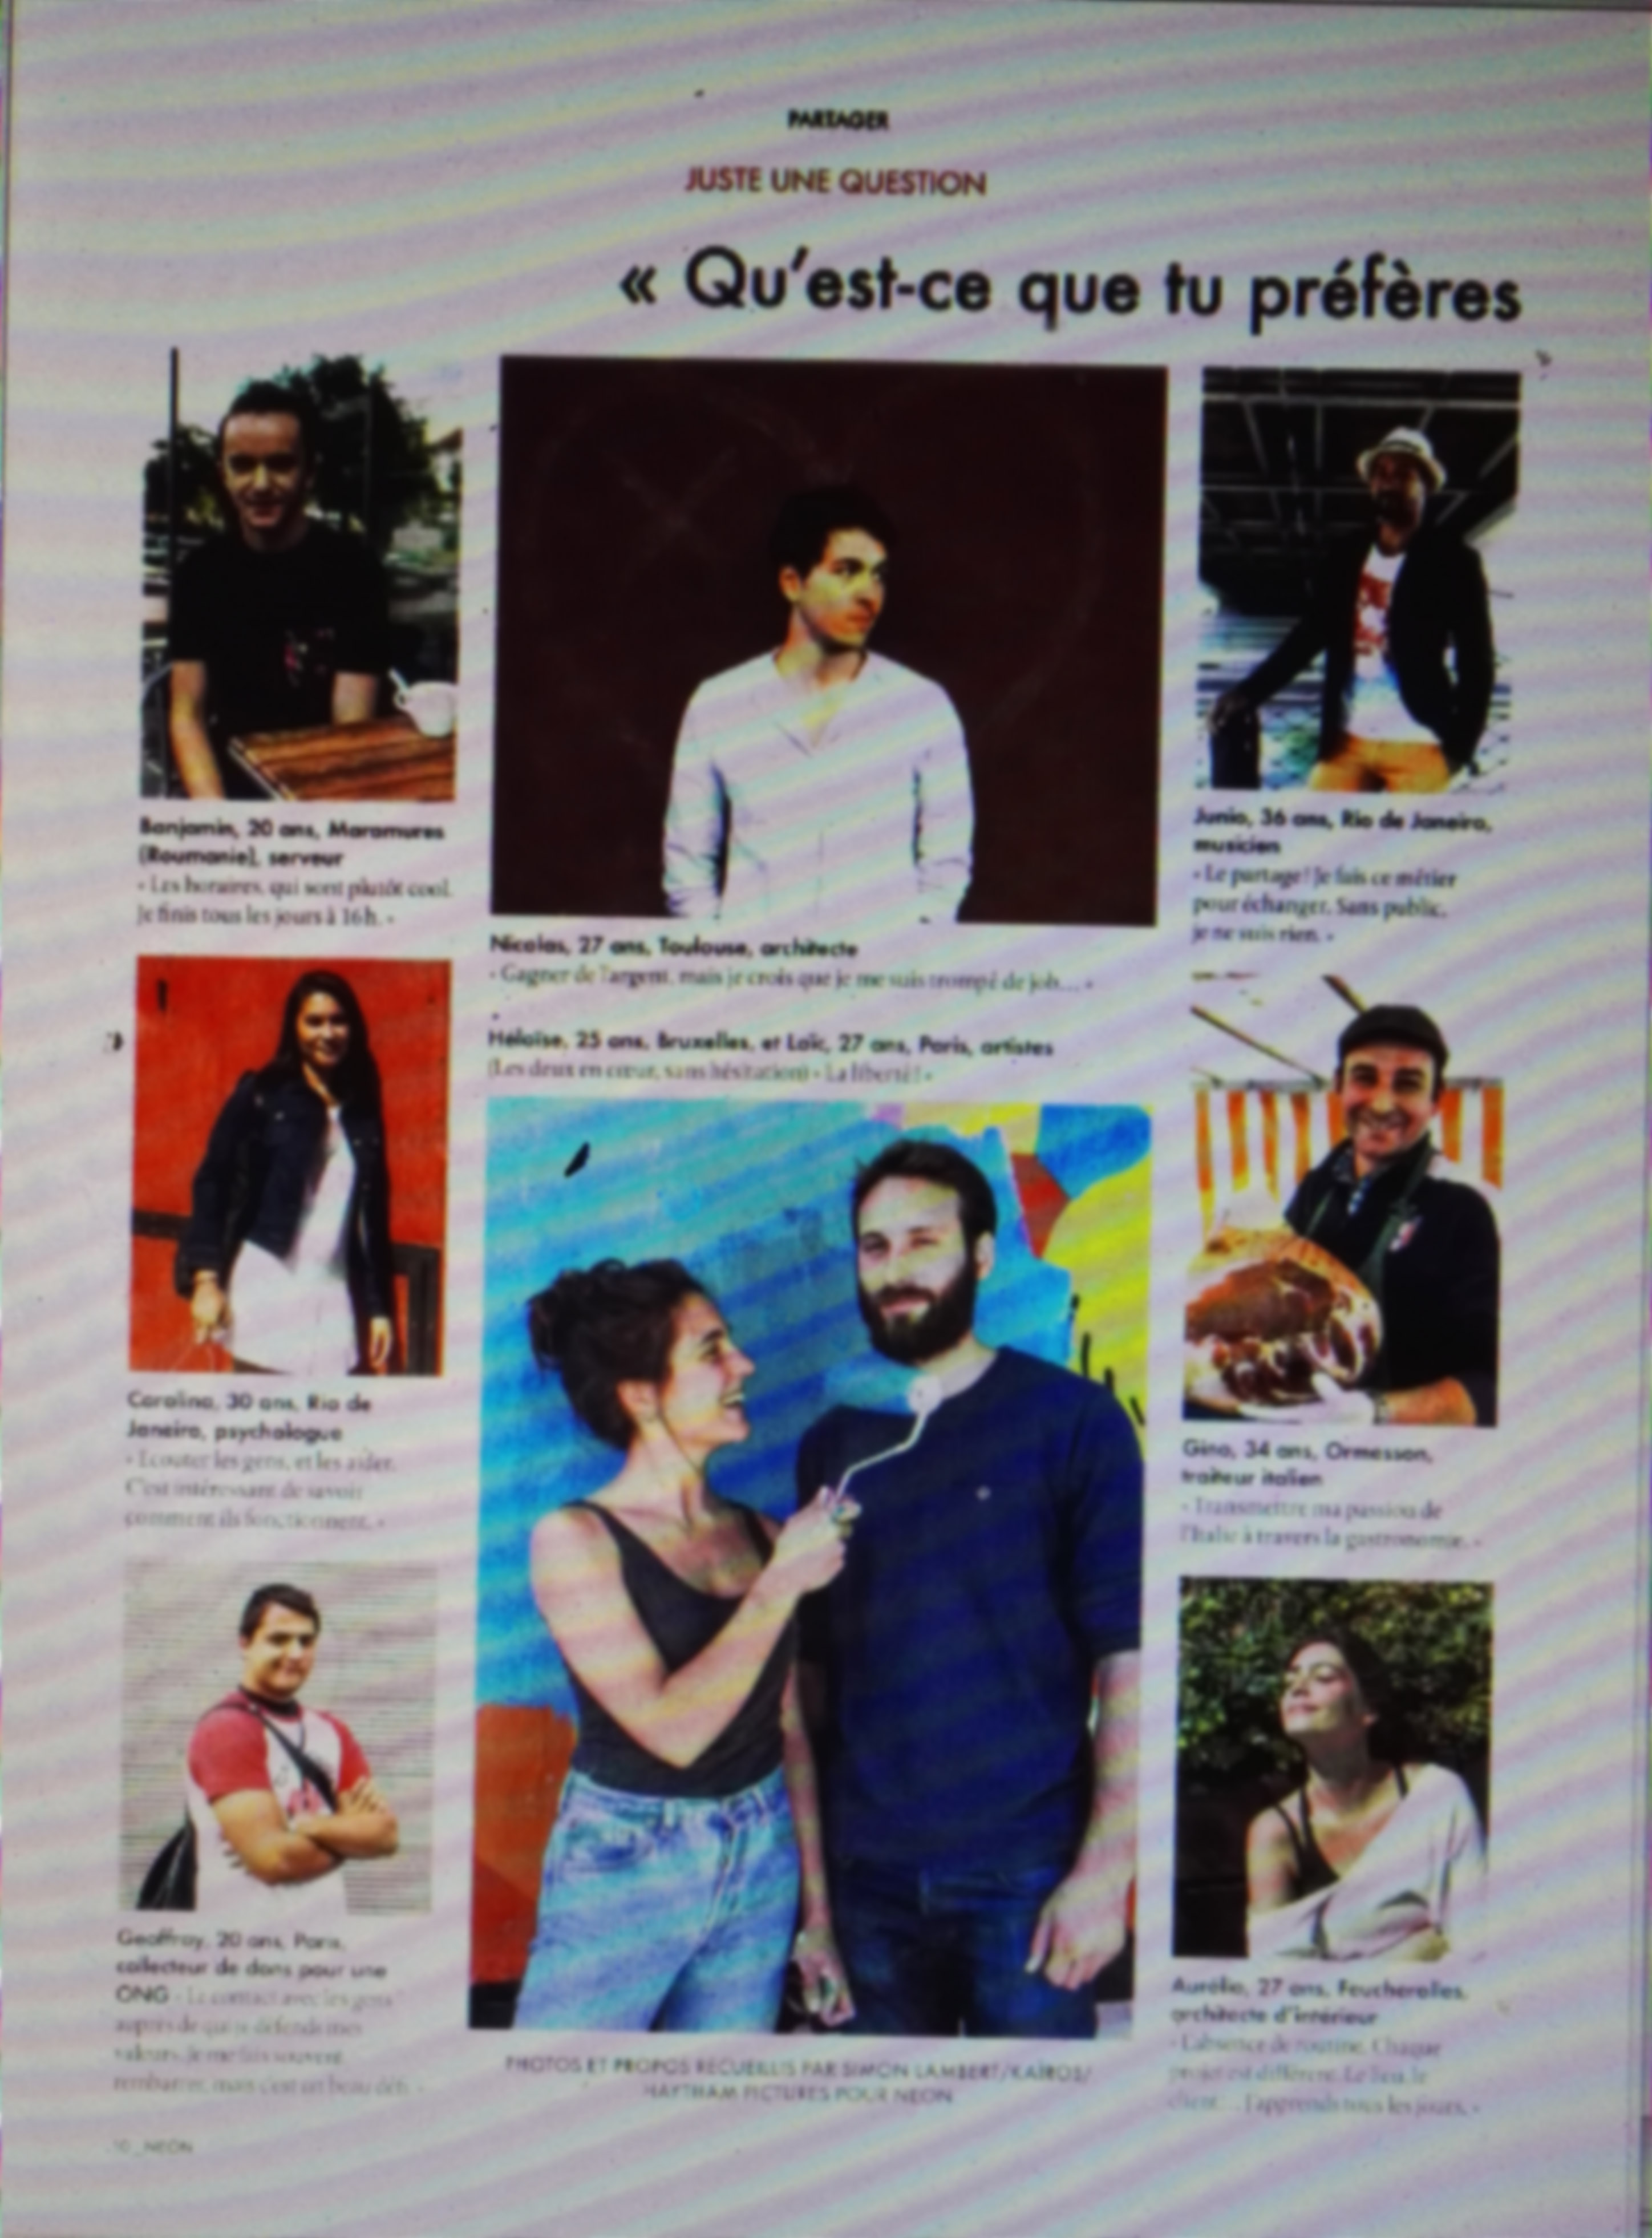 PARTAGER
JUSTE UNE QUESTION
« Qu'est-ce que tu préfères
Benjamin, 20 ans, Maramures
(Roumanie), serveur
« Les horaires, qui sont plutôt cool.
Je finis tous les jours à 16h. »
Nicolas, 27 ans, Toulouse, architecte
« Gagner de l'argent, mais je crois que je me suis trompé de job... »
Junio, 36 ans, Rio de Janeiro,
musicien
« Le partage ! Je fais ce métier
pour échanger. Sans public,
je ne suis rien. »
Héloïse, 25 ans, Bruxelles, et Loïc, 27 ans, Paris, artistes
(Les deux en cœur, sans hésitation) « La liberté ! »
Carolina, 30 ans, Rio de
Janeiro, psychologue
« Ecouter les gens, et les aider.
C'est intéressant de savoir
comment ils fonctionnent. »
Gino, 34 ans, Ormesson,
traiteur italien
« Transmettre ma passion de
l'Italie à travers la gastronomie. »
Geoffroy, 20 ans, Paris,
collecteur de dons pour une
ONG « Le contact avec les gens
auprès de qui je défends mes
valeurs. Je me fais souvent
rembarrer, mais c'est un beau défi. »
Aurélia, 27 ans, Feucherolles,
architecte d'intérieur
« L'absence de routine. Chaque
projet est différent. Le lieu, le
client... J'apprends tous les jours. »
PHOTOS ET PROPOS RECUEILLIS PAR SIMON LAMBERT/KAÏROS/
HAYTHAM PICTURES POUR NEON
10 _ NEON